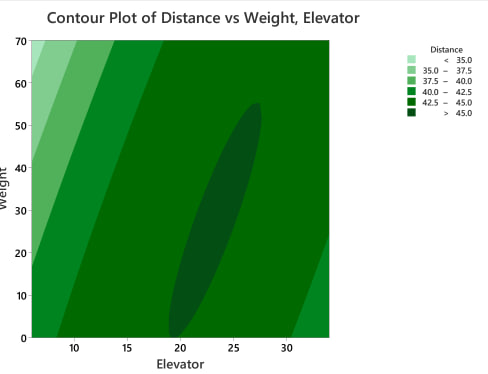 Contour Plot of Distance vs Weight, Elevator
Distance
< 35.0
35.0 – 37.5
37.5 – 40.0
40.0 – 42.5
42.5 – 45.0
> 45.0
70
60
50
40
30
20
10
0
Weight
10 15 20 25 30
Elevator